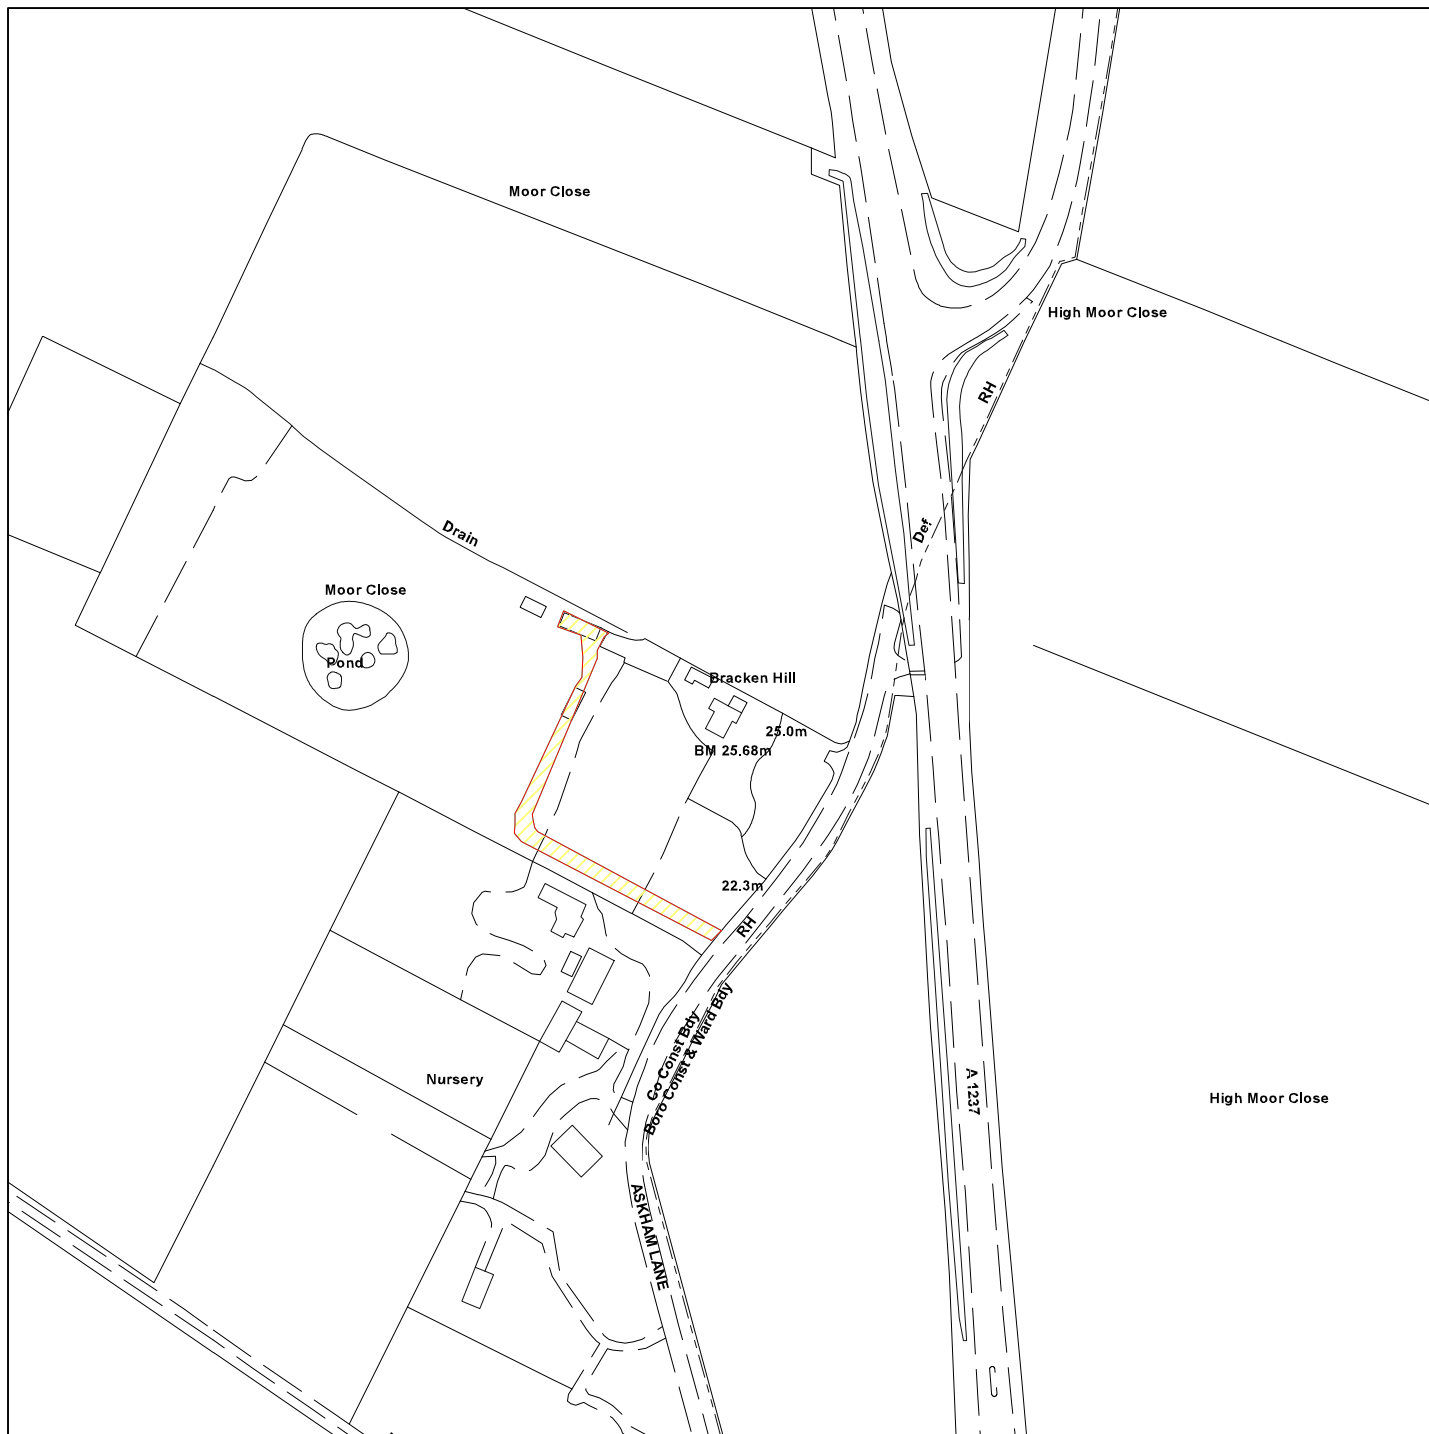 Moor Close
High Moor Close
RH
Def
Drain
Moor Close
Pond
Bracken Hill
25.0m
BM 25.68m
22.3m
RH
Co Const Bdy
Boro Const & Ward Bdy
Nursery
A 1237
High Moor Close
ASKHAM LANE